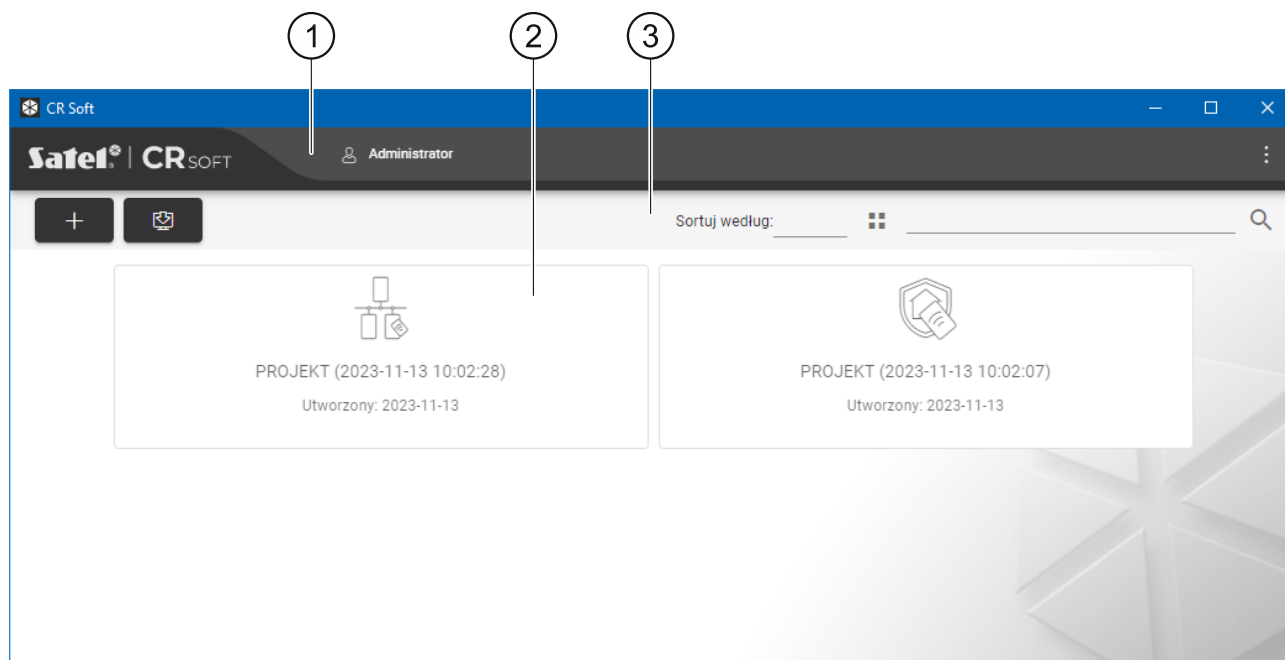 1 2 3
CR Soft
Satel® | CR SOFT
Administrator
Sortuj według:
PROJEKT (2023-11-13 10:02:28)
Utworzony: 2023-11-13
PROJEKT (2023-11-13 10:02:07)
Utworzony: 2023-11-13